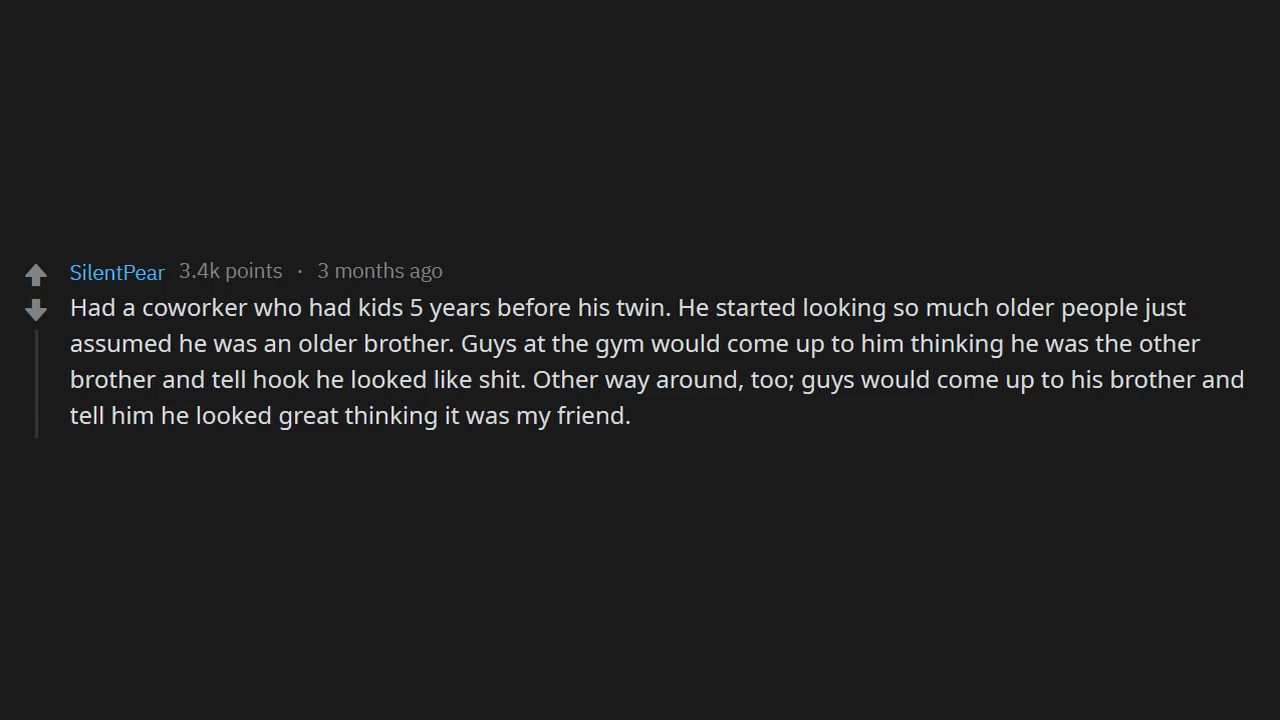 SilentPear 3.4k points · 3 months ago
Had a coworker who had kids 5 years before his twin. He started looking so much older people just
assumed he was an older brother. Guys at the gym would come up to him thinking he was the other
brother and tell hook he looked like shit. Other way around, too; guys would come up to his brother and
tell him he looked great thinking it was my friend.